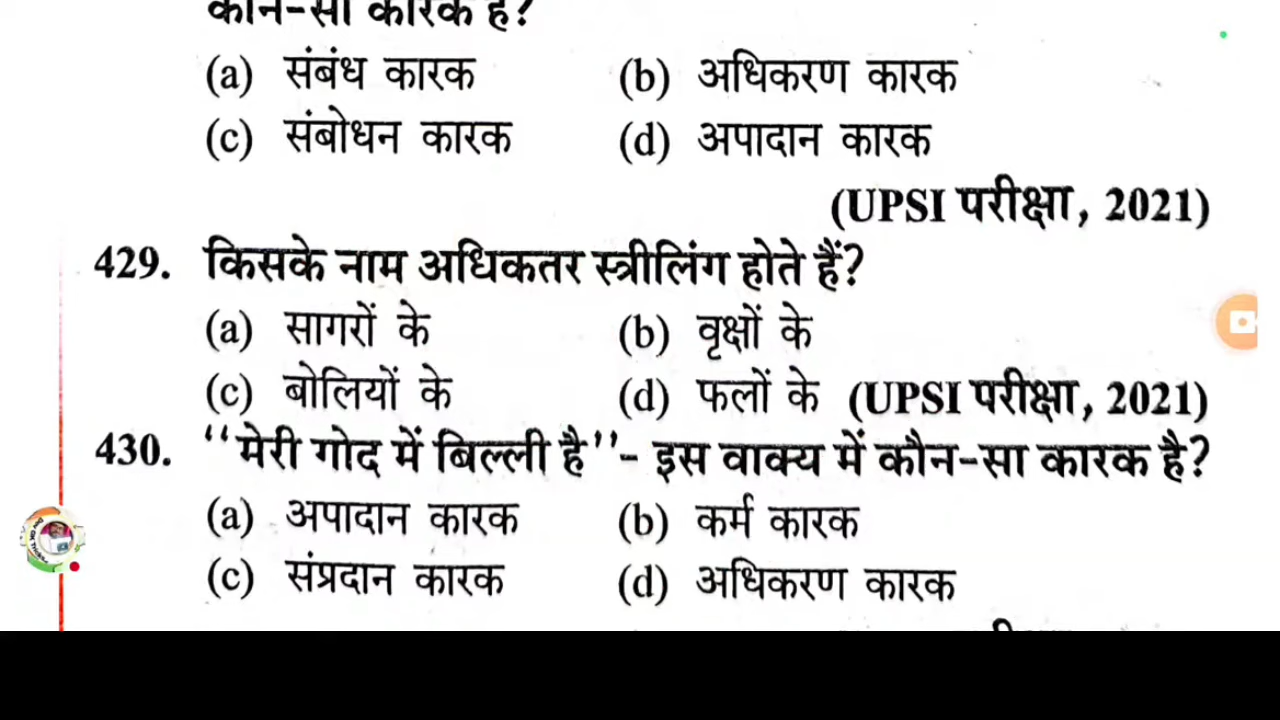 कौन-सा कारक है?
(a) संबंध कारक (b) अधिकरण कारक
(c) संबोधन कारक (d) अपादान कारक
(UPSI परीक्षा, 2021)
429. किसके नाम अधिकतर स्त्रीलिंग होते हैं?
(a) सागरों के (b) वृक्षों के
(c) बोलियों के (d) फलों के (UPSI परीक्षा, 2021)
430. ‘‘मेरी गोद में बिल्ली है’’- इस वाक्य में कौन-सा कारक है?
(a) अपादान कारक (b) कर्म कारक
(c) संप्रदान कारक (d) अधिकरण कारक